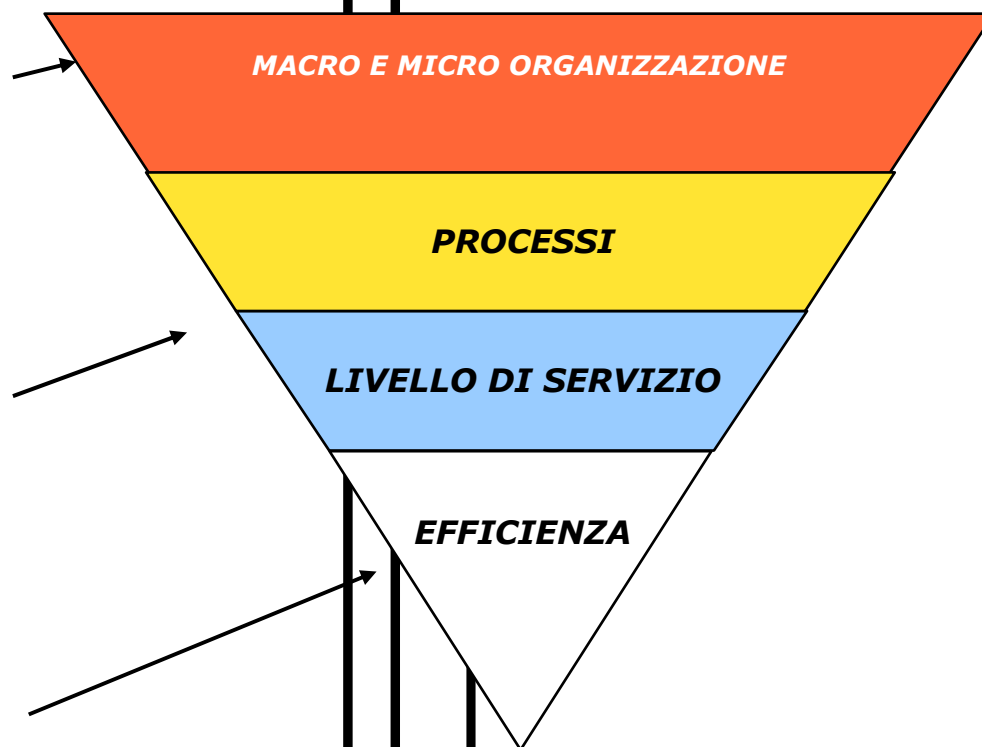 MACRO E MICRO ORGANIZZAZIONE
PROCESSI
LIVELLO DI SERVIZIO
EFFICIENZA